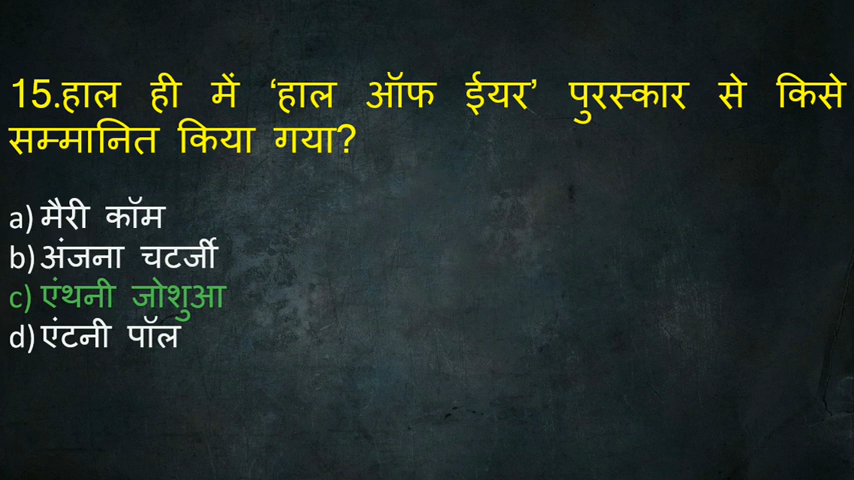 15.हाल ही में ‘हाल ऑफ ईयर’ पुरस्कार से किसे
सम्मानित किया गया?
a) मैरी कॉम
b) अंजना चटर्जी
c) एंथनी जोशुआ
d) एंटनी पॉल